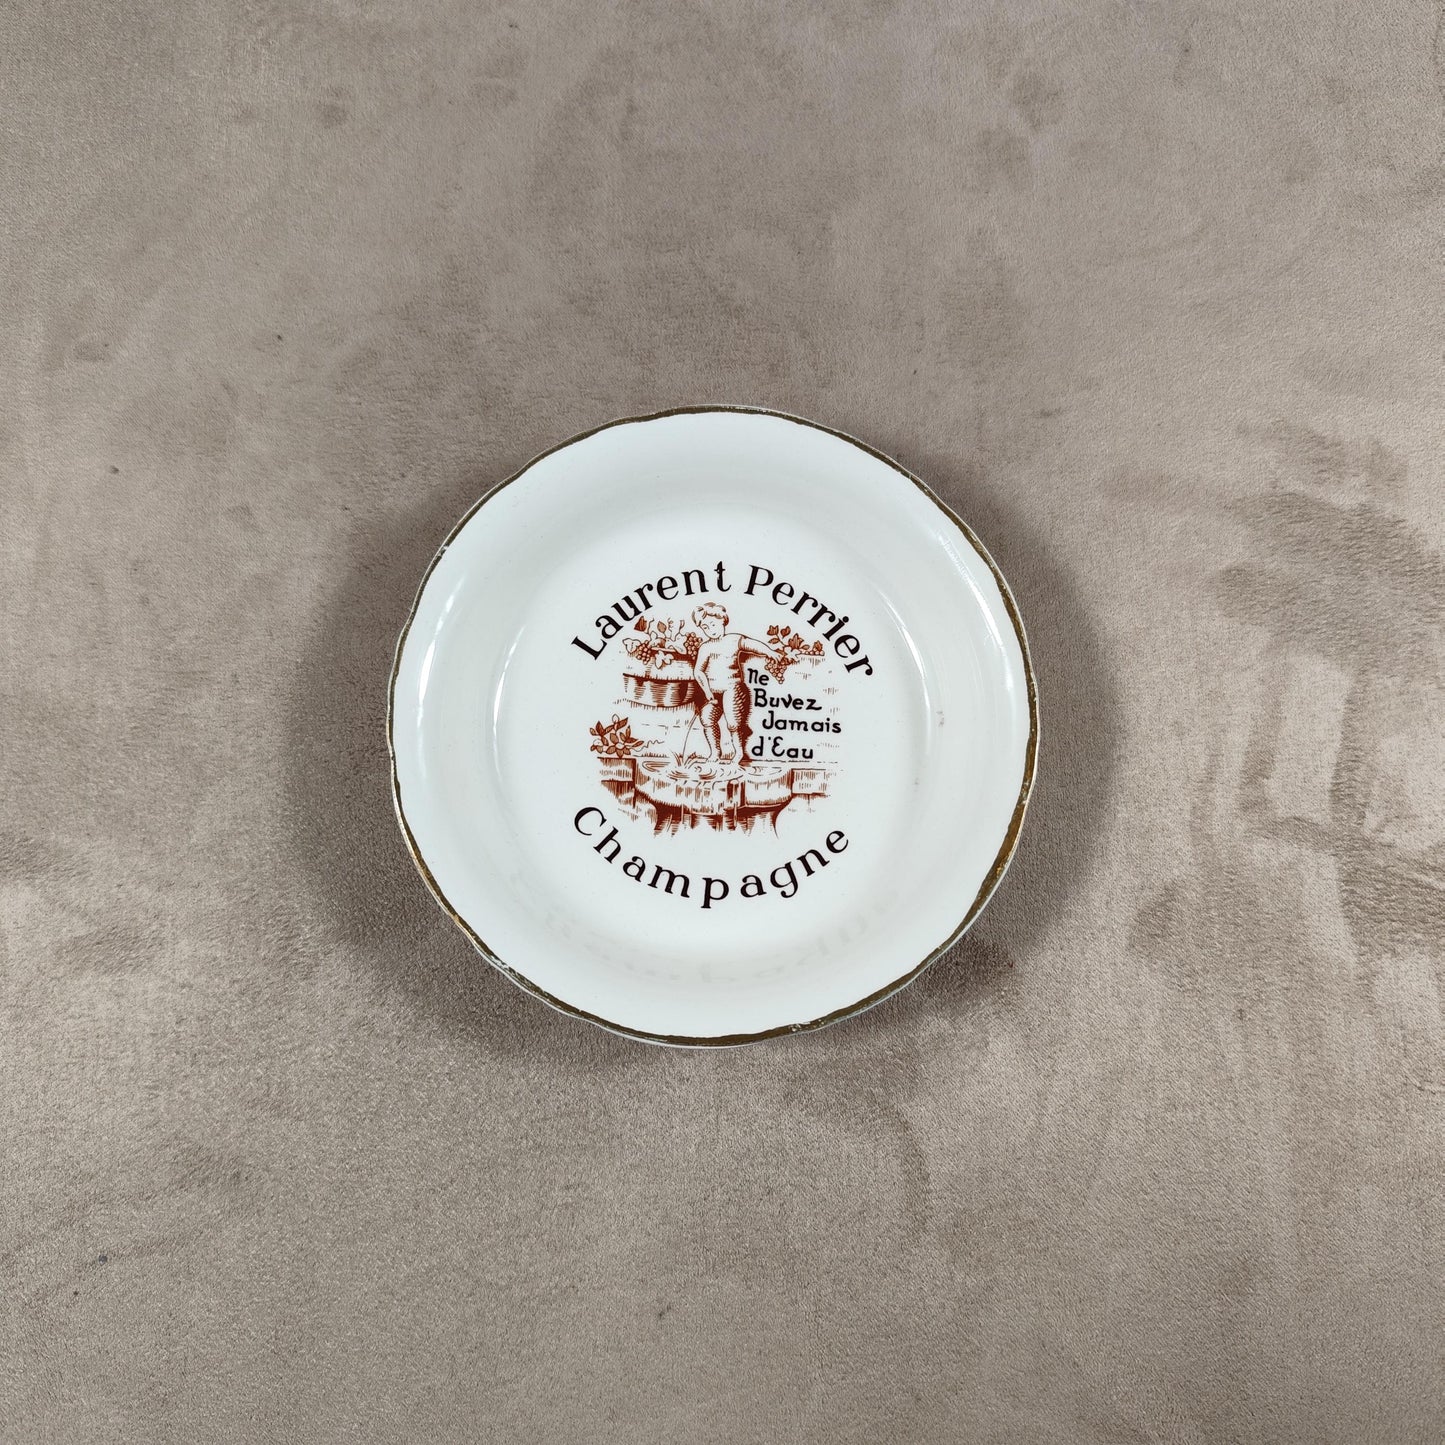 Laurent Perrier
Ne
Buvez
Jamais
d'Eau
Champagne